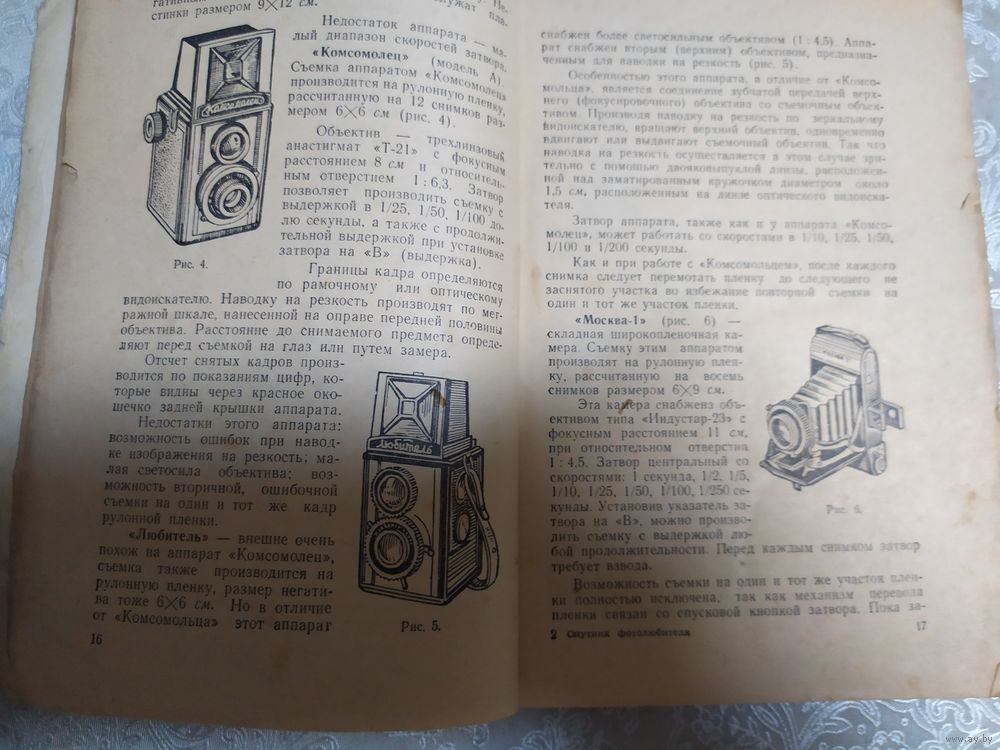 стинки размером 9×12 см.
Недостаток аппарата — ма-
лый диапазон скоростей затвора.
«Комсомолец» (модель А).
Съемка аппаратом «Комсомолец»
производится на рулонную пленку,
рассчитанную на 12 снимков раз-
мером 6×6 см (рис. 4).
Объектив — трехлинзовый
анастигмат «Т-21» с фокусным
расстоянием 8 см и относитель-
ным отверстием 1 : 6,3. Затвор
позволяет производить съемку с
выдержкой в 1/25, 1/50, 1/100 до-
лю секунды, а также с продолжи-
тельной выдержкой при установке
затвора на «В» (выдержка).
Комсомолец
Рис. 4.
Границы кадра определяются
по рамочному или оптическому
видоискателю. Наводку на резкость производят по мет-
ражной шкале, нанесенной на оправе передней половины
объектива. Расстояние до снимаемого предмета опреде-
ляют перед съемкой на глаз или путем замера.
Отсчет снятых кадров произ-
водится по показаниям цифр, ко-
торые видны через красное око-
шечко задней крышки аппарата.
Недостатки этого аппарата:
возможность ошибок при навод-
ке изображения на резкость; ма-
лая светосила объектива; воз-
можность вторичной, ошибочной
съемки на один и тот же кадр
рулонной пленки.
«Любитель» — внешне очень
похож на аппарат «Комсомолец»,
съемка также производится на
рулонную пленку, размер негати-
ва тоже 6×6 см. Но в отличие
от «Комсомольца» этот аппарат
Любитель
Рис. 5.
16
снабжен более светосильным объективом (1 : 4,5). Аппа-
рат снабжен вторым (верхним) объективом, предназна-
ченным для наводки на резкость (рис. 5).
Особенностью этого аппарата, в отличие от «Комсо-
мольца», является соединение зубчатой передачей верх-
него (фокусировочного) объектива со съемочным объек-
тивом. Производя наводку на резкость по зеркальному
видоискателю, вращают верхний объектив, одновременно
вдвигают или выдвигают съемочный объектив. Так что
наводка на резкость осуществляется в этом случае зри-
тельно с помощью двояковыпуклой линзы, расположен-
ной над заматированным кружочком диаметром около
1,5 см, расположенным на линзе оптического видоиска-
теля.
Затвор аппарата, также как и у аппарата «Комсо-
молец», может работать со скоростями в 1/10, 1/25, 1/50,
1/100 и 1/200 секунды.
Как и при работе с «Комсомольцем», после каждого
снимка следует перемотать пленку до следующего не
заснятого участка во избежание повторной съемки на
один и тот же участок пленки.
«Москва-1» (рис. 6) —
складная широкопленочная ка-
мера. Съемку этим аппаратом
производят на рулонную плен-
ку, рассчитанную на восемь
снимков размером 6×9 см.
Эта камера снабжена объ-
ективом типа «Индустар-23» с
фокусным расстоянием 11 см,
при относительном отверстии
1 : 4,5. Затвор центральный со
скоростями: 1 секунда, 1/2, 1/5,
1/10, 1/25, 1/50, 1/100, 1/250 се-
кунды. Установив указатель за-
твора на «В», можно произво-
дить съемку с выдержкой лю-
бой продолжительности. Перед каждым снимком затвор
требует взвода.
Рис. 6.
Возможность съемки на один и тот же участок плен-
ки полностью исключена, так как механизм перевода
пленки связан со спусковой кнопкой затвора. Пока за-
2 Спутник фотолюбителя
17
www.ay.by